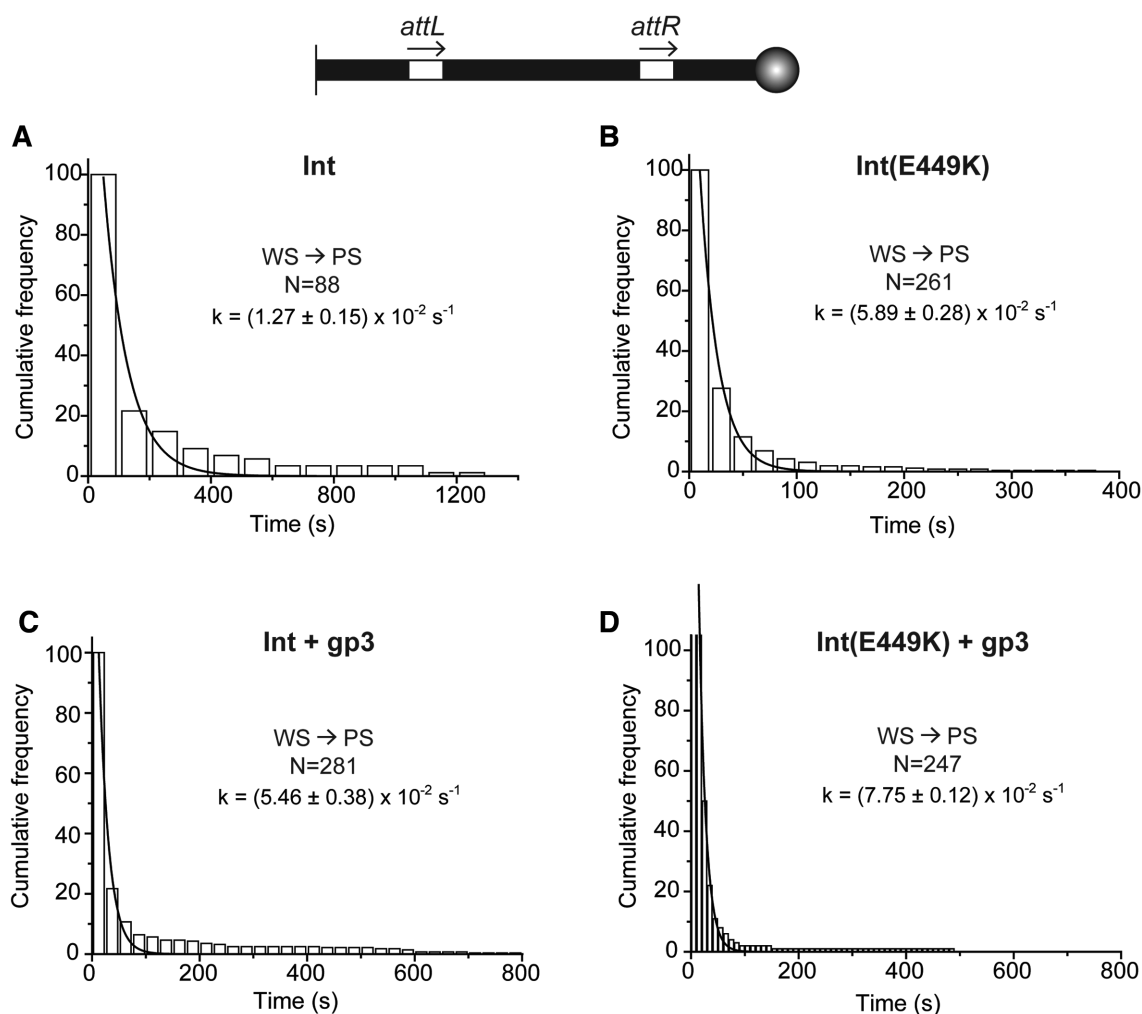 attL attR
A
Int
100
80
60
40
20
0
Cumulative frequency
WS → PS
N=88
k = (1.27 ± 0.15) x 10⁻² s⁻¹
0 400 800 1200
Time (s)
B
Int(E449K)
100
80
60
40
20
0
Cumulative frequency
WS → PS
N=261
k = (5.89 ± 0.28) x 10⁻² s⁻¹
0 100 200 300 400
Time (s)
C
Int + gp3
100
80
60
40
20
0
Cumulative frequency
WS → PS
N=281
k = (5.46 ± 0.38) x 10⁻² s⁻¹
0 200 400 600 800
Time (s)
D
Int(E449K) + gp3
100
80
60
40
20
0
Cumulative frequency
WS → PS
N=247
k = (7.75 ± 0.12) x 10⁻² s⁻¹
0 200 400 600 800
Time (s)